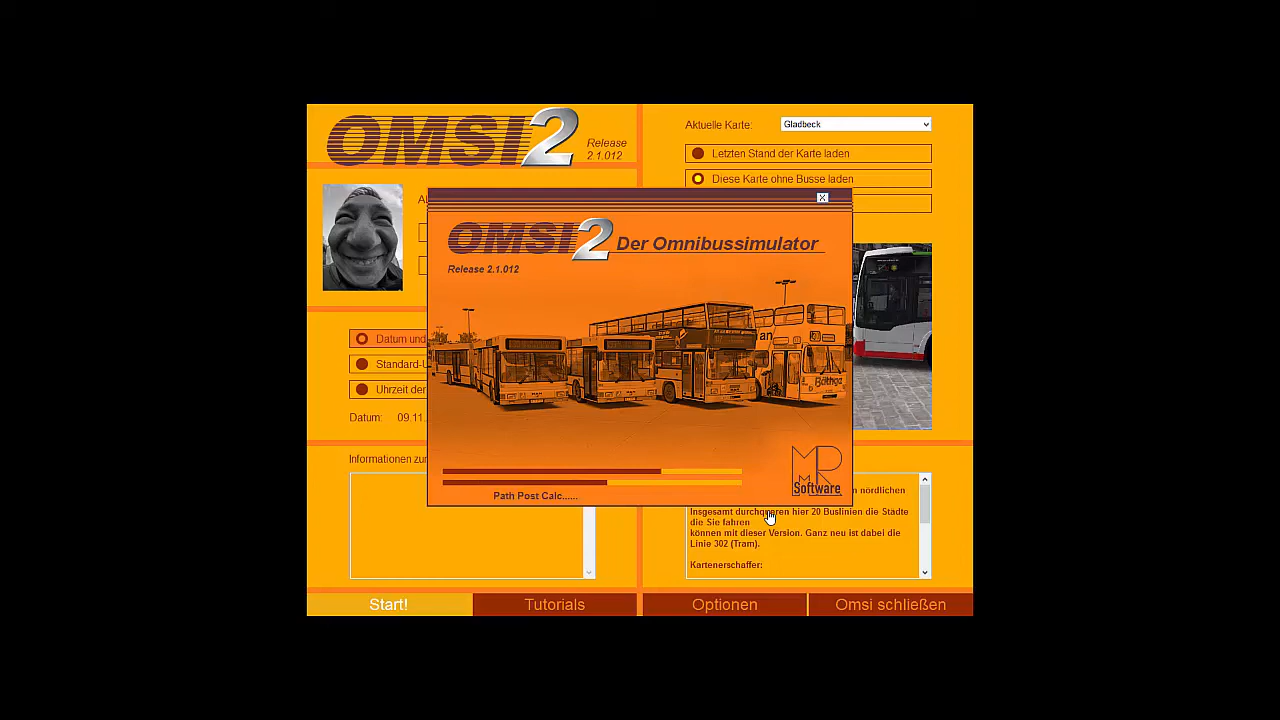 OMSI 2
Release
2.1.012
Aktuelle Karte:
Gladbeck
Letzten Stand der Karte laden
Diese Karte ohne Busse laden
X
OMSI 2 Der Omnibussimulator
Release 2.1.012
Datum und
Standard-U
Uhrzeit der
Datum: 09.11.
Path Post Calc......
MR
Software
Informationen zur
n nördlichen
Insgesamt durchqueren hier 20 Buslinien die Städte
die Sie fahren
können mit dieser Version. Ganz neu ist dabei die
Linie 302 (Tram).
Kartenerschaffer:
Start!
Tutorials
Optionen
Omsi schließen